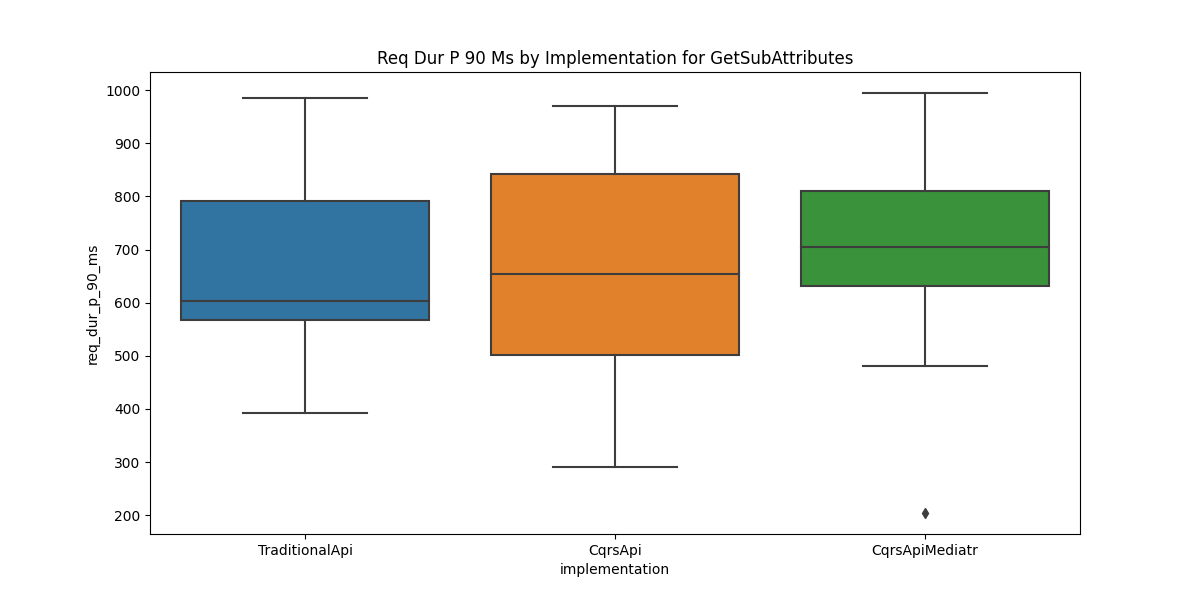 Req Dur P 90 Ms by Implementation for GetSubAttributes
req_dur_p_90_ms
1000
900
800
700
600
500
400
300
200
TraditionalApi
CqrsApi
CqrsApiMediatr
implementation